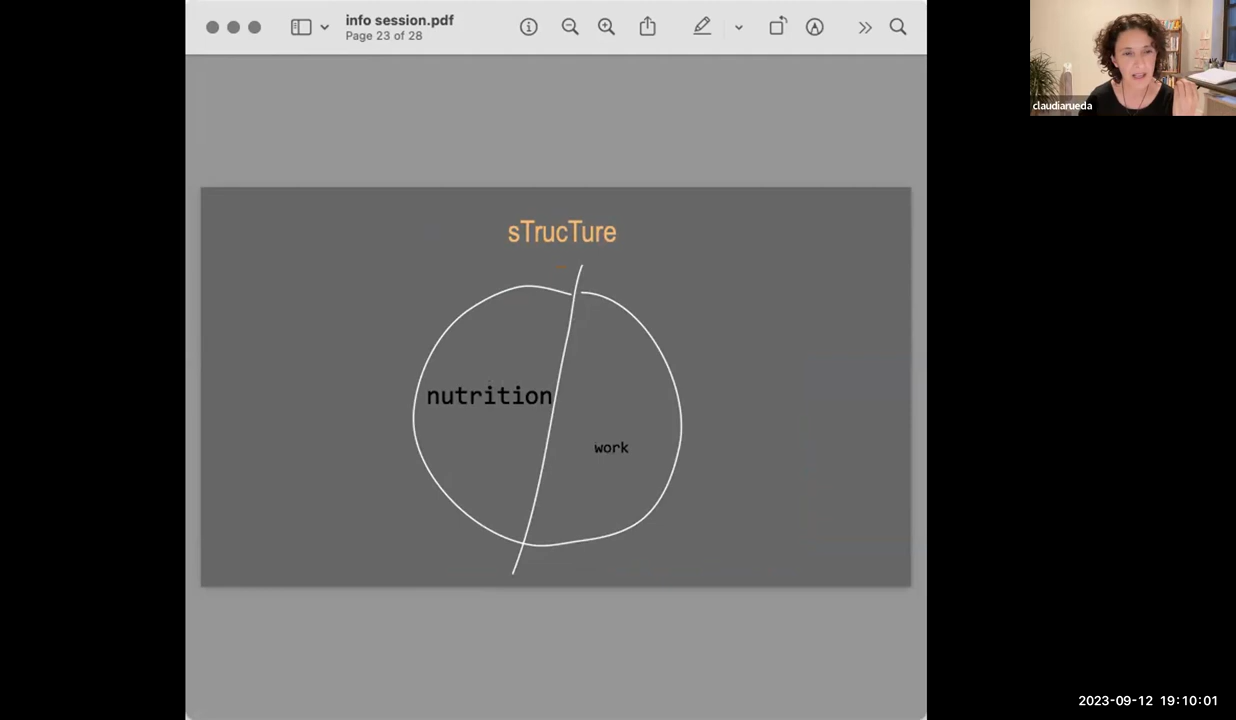 info session.pdf
Page 23 of 28
claudiarueda
sTrucTure
nutrition
work
2023-09-12 19:10:01